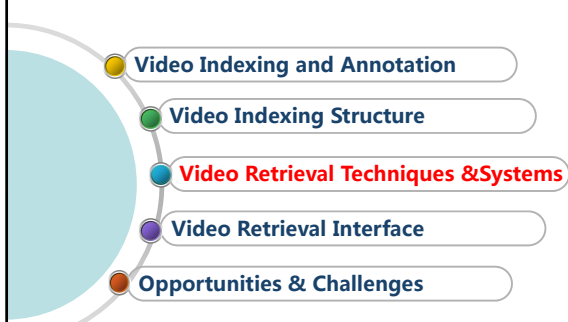 Video Indexing and Annotation
Video Indexing Structure
Video Retrieval Techniques &Systems
Video Retrieval Interface
Opportunities & Challenges